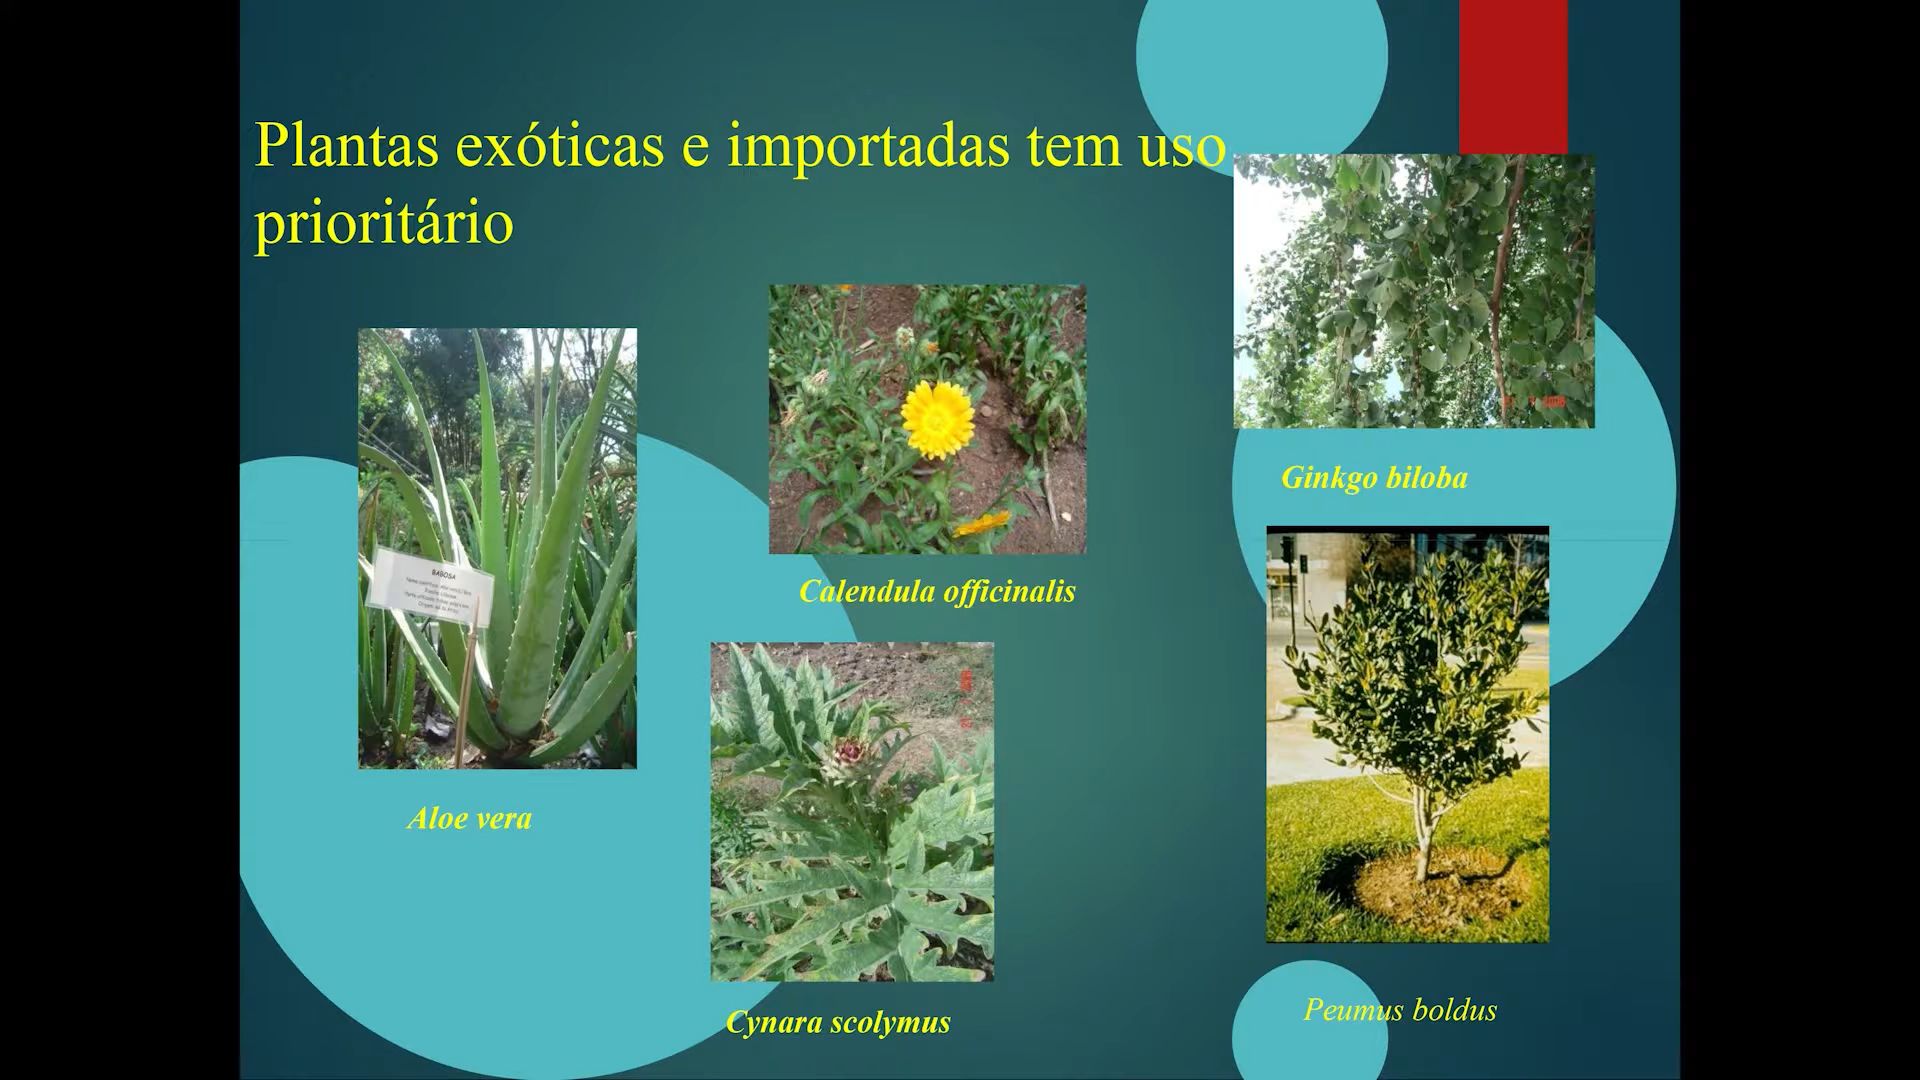 Plantas exóticas e importadas tem uso
prioritário
Ginkgo biloba
BABOSA
Calendula officinalis
Aloe vera
Peumus boldus
Cynara scolymus